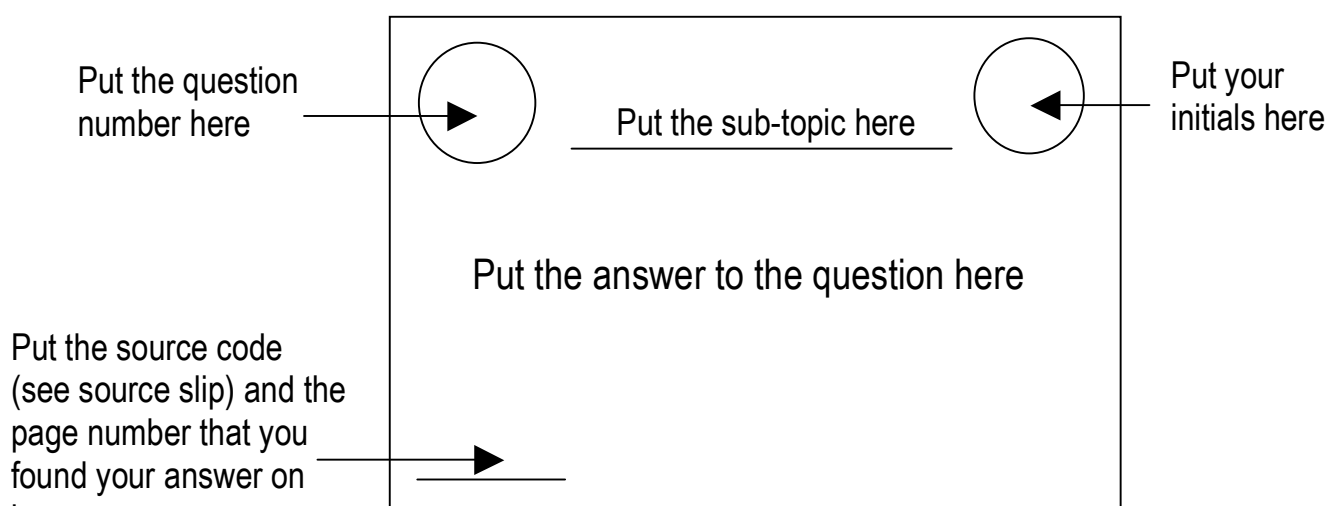 Put the question
number here
Put the sub-topic here
Put your
initials here
Put the answer to the question here
Put the source code
(see source slip) and the
page number that you
found your answer on